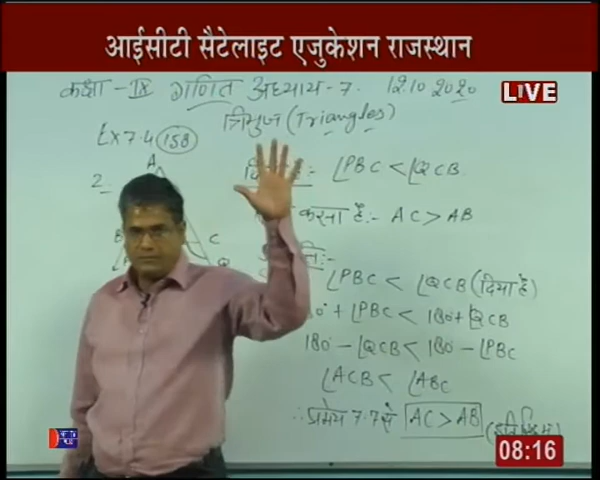 आईसीटी सैटेलाइट एजुकेशन राजस्थान
LIVE
कक्षा - IX गणित अध्याय - 7. 12.10.2020
त्रिभुज (Triangles)
Ex 7.4 158
2. A
B C
Q
∠PBC < ∠QCB
करना है:- AC > AB
∠PBC < ∠QCB (दिया है)
+ ∠PBC < 180° + ∠QCB
180° - ∠QCB < 180° - ∠PBC
∠ACB < ∠ABC
∴ प्रमेय 7.7 से AC > AB
08:16